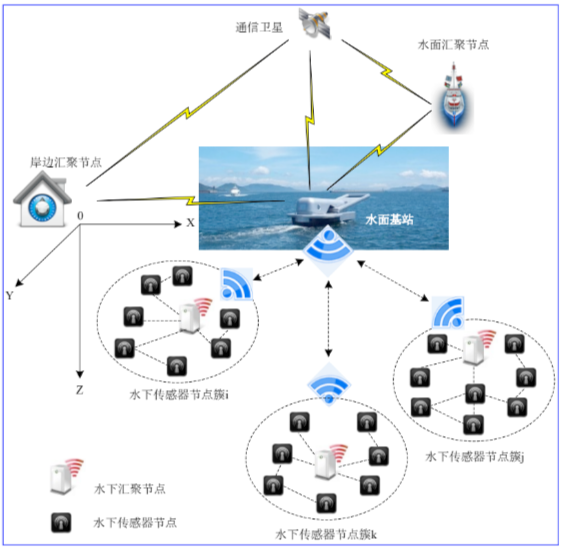 通信卫星
水面汇聚节点
岸边汇聚节点
0
X
水面基站
Y
Z
水下传感器节点簇i
水下传感器节点簇j
水下汇聚节点
水下传感器节点
水下传感器节点簇k